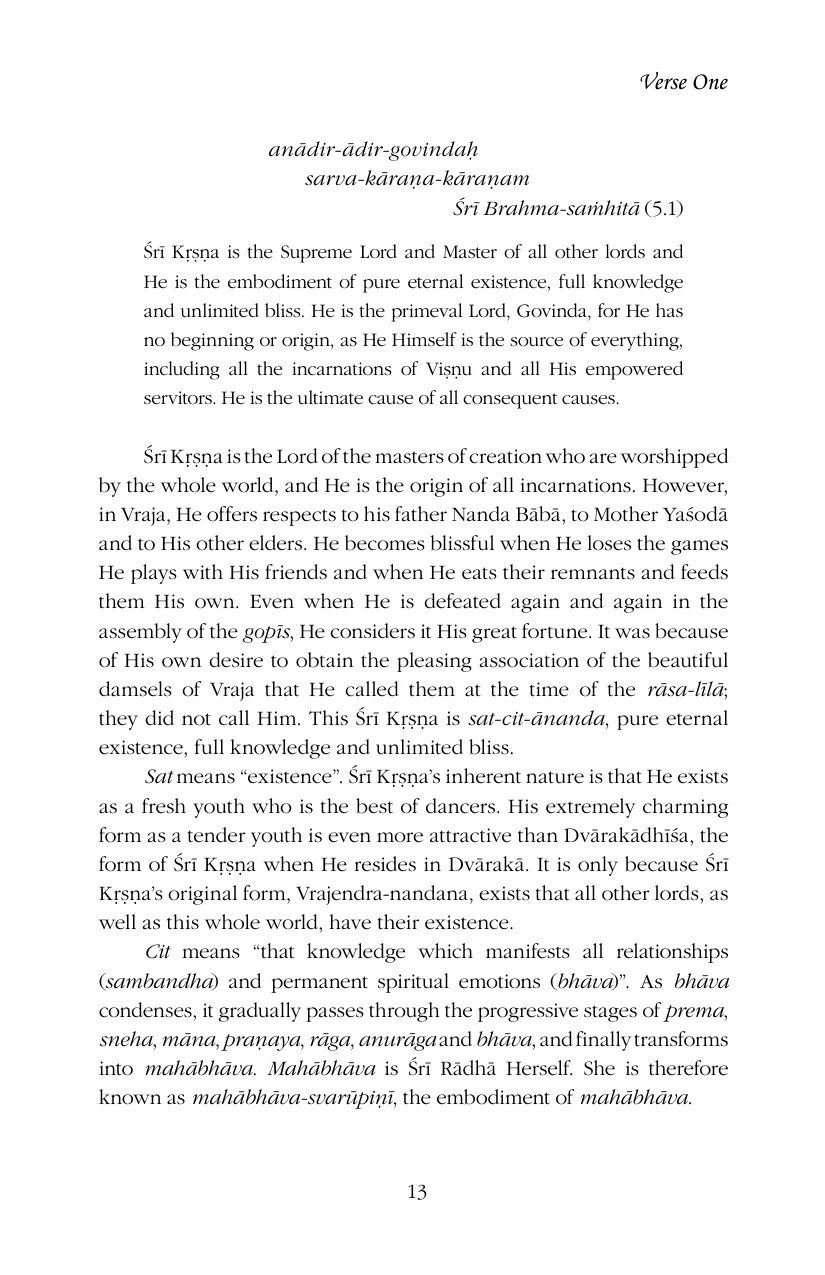 Verse One
anādir-ādir-govindaḥ
sarva-kāraṇa-kāraṇam
Śrī Brahma-saṁhitā (5.1)
Śrī Kṛṣṇa is the Supreme Lord and Master of all other lords and
He is the embodiment of pure eternal existence, full knowledge
and unlimited bliss. He is the primeval Lord, Govinda, for He has
no beginning or origin, as He Himself is the source of everything,
including all the incarnations of Viṣṇu and all His empowered
servitors. He is the ultimate cause of all consequent causes.
Śrī Kṛṣṇa is the Lord of the masters of creation who are worshipped
by the whole world, and He is the origin of all incarnations. However,
in Vraja, He offers respects to his father Nanda Bābā, to Mother Yaśodā
and to His other elders. He becomes blissful when He loses the games
He plays with His friends and when He eats their remnants and feeds
them His own. Even when He is defeated again and again in the
assembly of the gopīs, He considers it His great fortune. It was because
of His own desire to obtain the pleasing association of the beautiful
damsels of Vraja that He called them at the time of the rāsa-līlā;
they did not call Him. This Śrī Kṛṣṇa is sat-cit-ānanda, pure eternal
existence, full knowledge and unlimited bliss.
Sat means “existence”. Śrī Kṛṣṇa’s inherent nature is that He exists
as a fresh youth who is the best of dancers. His extremely charming
form as a tender youth is even more attractive than Dvārakādhīśa, the
form of Śrī Kṛṣṇa when He resides in Dvārakā. It is only because Śrī
Kṛṣṇa’s original form, Vrajendra-nandana, exists that all other lords, as
well as this whole world, have their existence.
Cit means “that knowledge which manifests all relationships
(sambandha) and permanent spiritual emotions (bhāva)”. As bhāva
condenses, it gradually passes through the progressive stages of prema,
sneha, māna, praṇaya, rāga, anurāga and bhāva, and finally transforms
into mahābhāva. Mahābhāva is Śrī Rādhā Herself. She is therefore
known as mahābhāva-svarūpiṇī, the embodiment of mahābhāva.
13